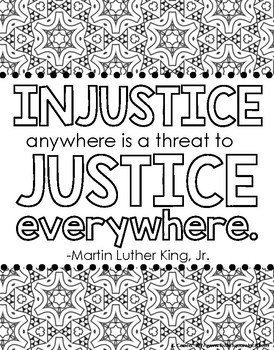 INJUSTICE
anywhere is a threat to
JUSTICE
everywhere.
-Martin Luther King, Jr.